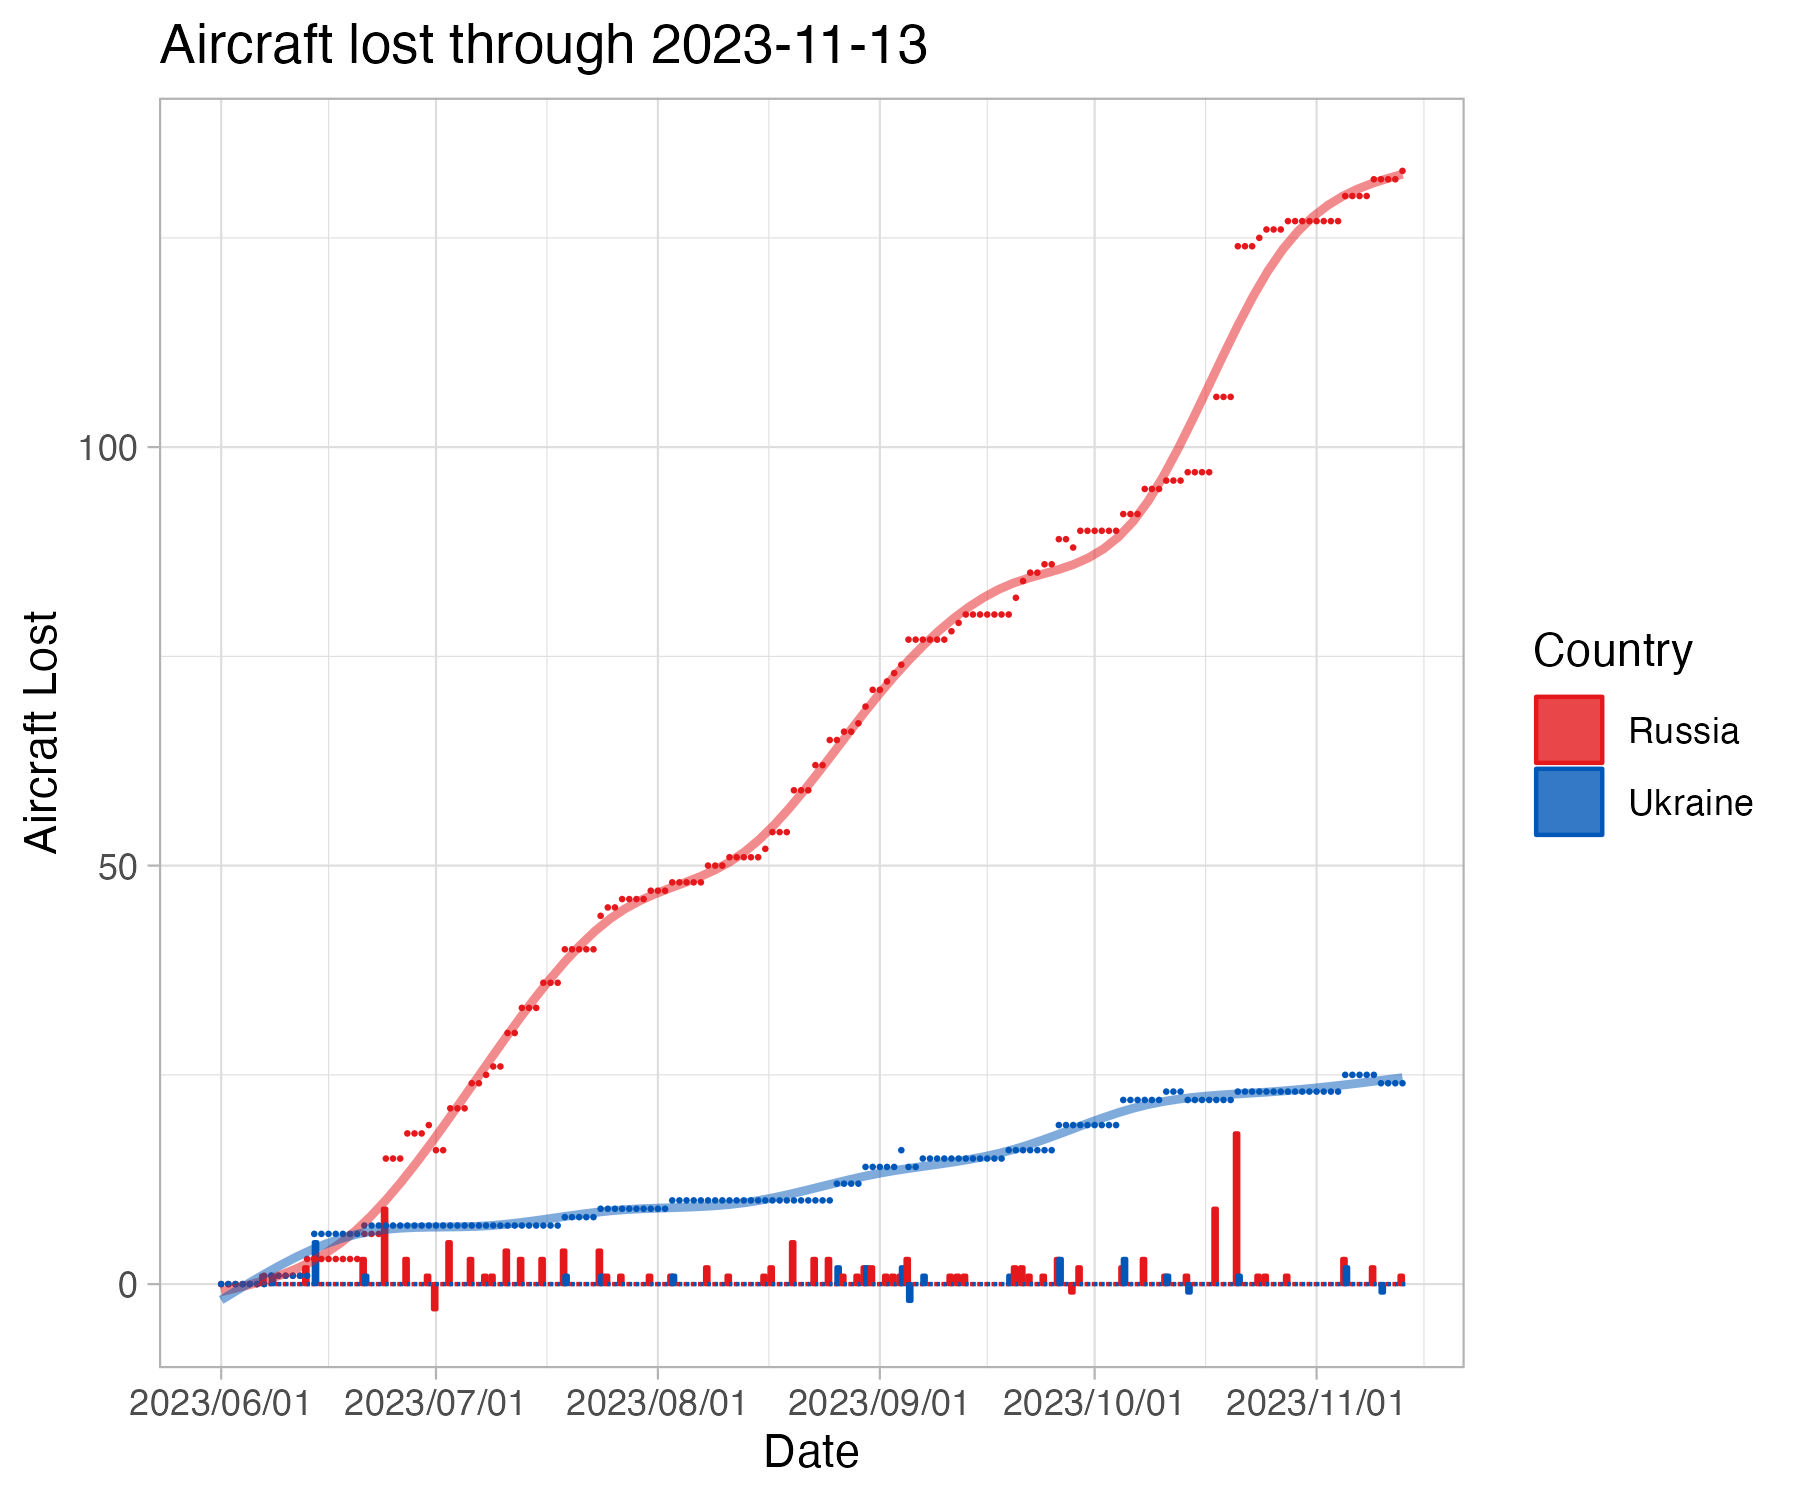 Aircraft lost through 2023-11-13
Aircraft Lost
100
50
0
2023/06/01
2023/07/01
2023/08/01
2023/09/01
2023/10/01
2023/11/01
Date
Country
Russia
Ukraine